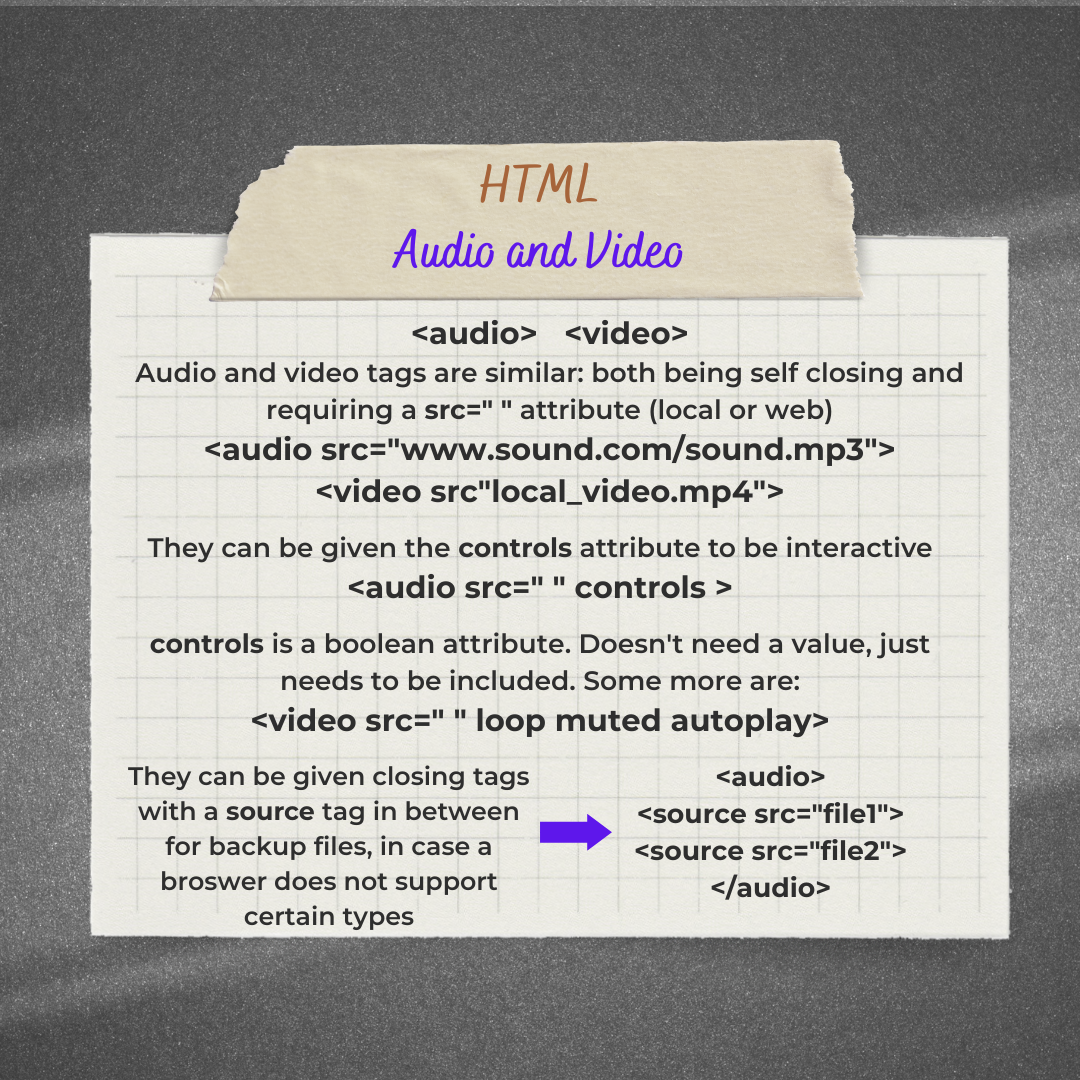 HTML
Audio and Video
<audio>   <video>
Audio and video tags are similar: both being self closing and
requiring a src=" " attribute (local or web)
<audio src="www.sound.com/sound.mp3">
<video src"local_video.mp4">
They can be given the controls attribute to be interactive
<audio src=" " controls >
controls is a boolean attribute. Doesn't need a value, just
needs to be included. Some more are:
<video src=" " loop muted autoplay>
They can be given closing tags
with a source tag in between
for backup files, in case a
broswer does not support
certain types
<audio>
<source src="file1">
<source src="file2">
</audio>